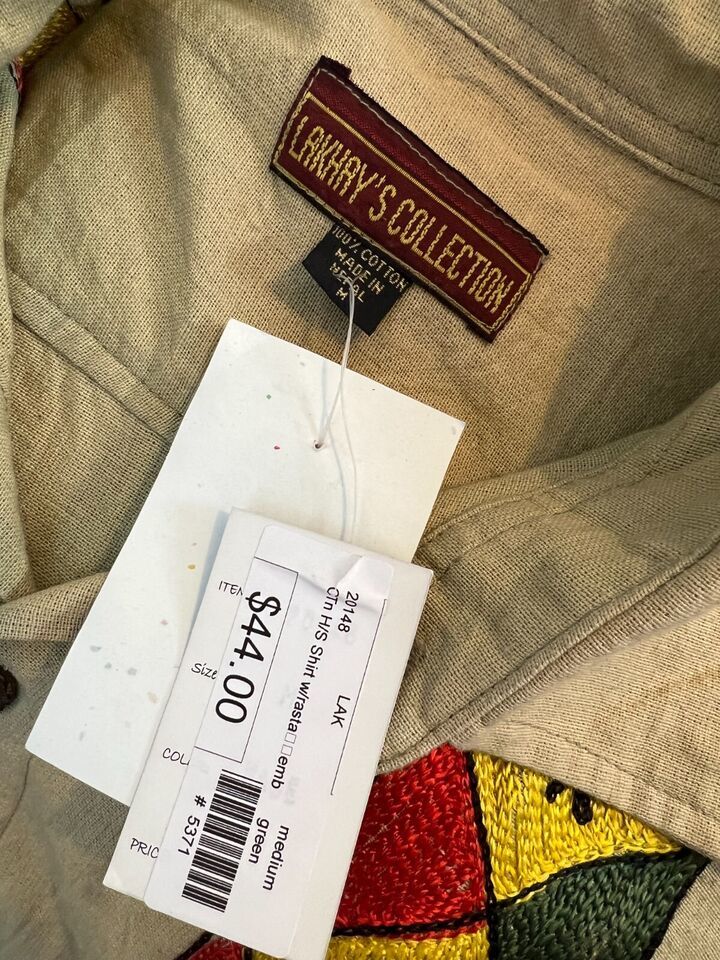 LAKHAY'S COLLECTION
100% COTTON
MADE IN
NEPAL
M
ITEM
Size
COL
PRIC
20148 LAK
CTn H/S Shirt w/rasta□□emb
$44.00
medium
green
# 5371